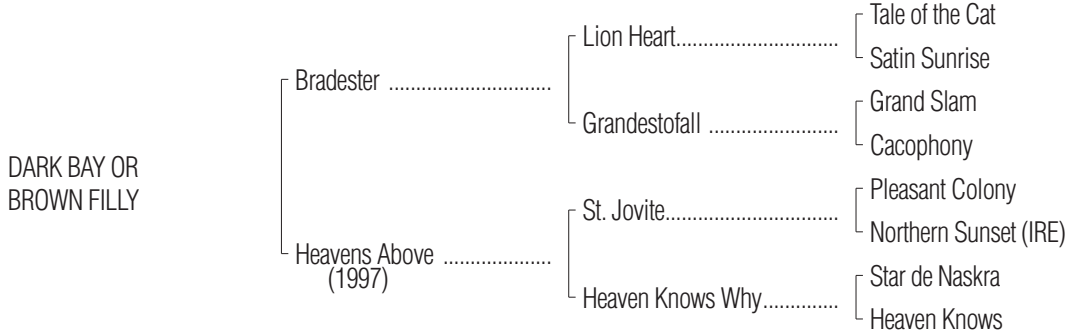 Tale of the Cat
Lion Heart..............................
Satin Sunrise
Bradester ..............................
Grand Slam
Grandestofall ........................
Cacophony
DARK BAY OR
BROWN FILLY
Pleasant Colony
St. Jovite................................
Northern Sunset (IRE)
Heavens Above ....................
(1997)
Star de Naskra
Heaven Knows Why..............
Heaven Knows